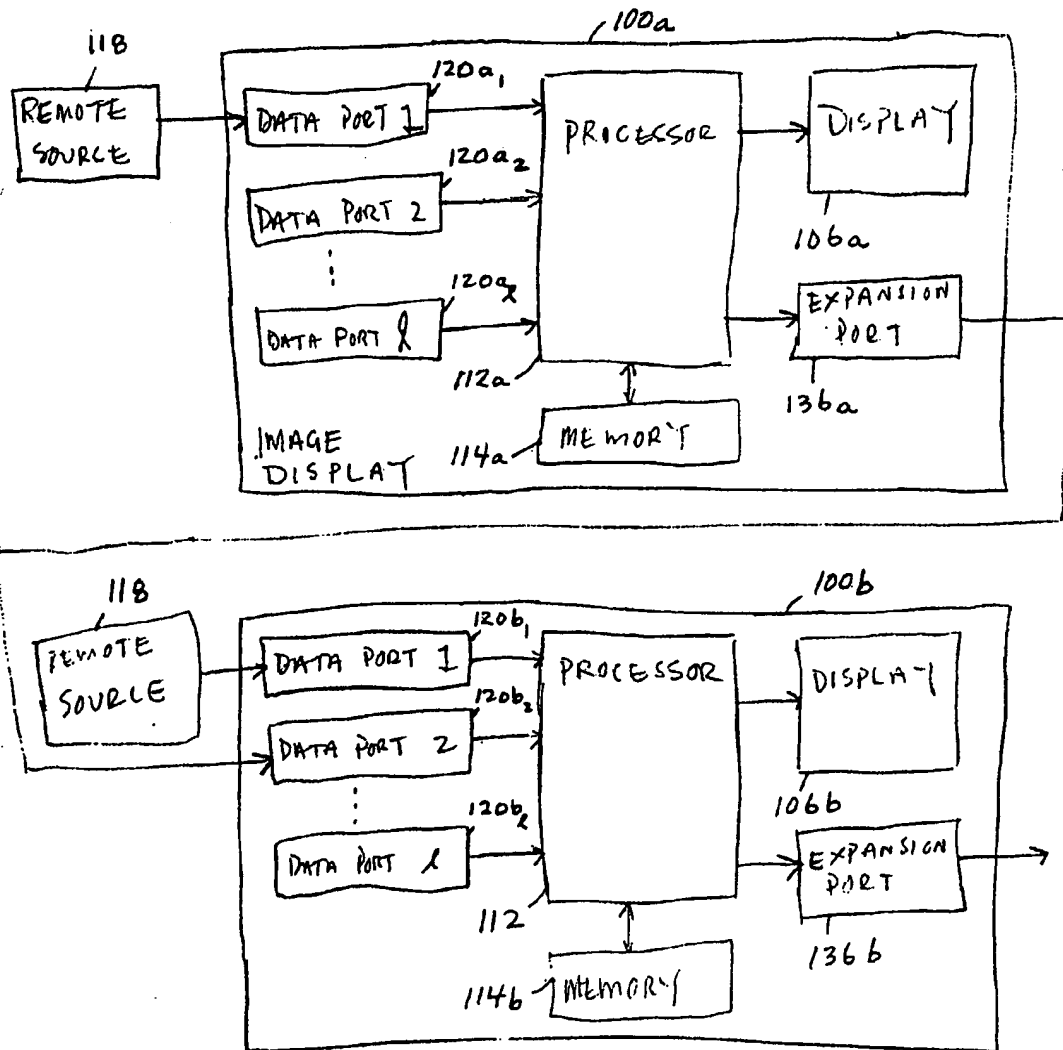 100a
118
REMOTE
SOURCE
DATA PORT 1
120a₁
DATA PORT 2
120a₂
DATA PORT l
120aₗ
PROCESSOR
112a
MEMORY
114a
DISPLAY
106a
EXPANSION
PORT
136a
IMAGE
DISPLAY
100b
118
REMOTE
SOURCE
DATA PORT 1
120b₁
DATA PORT 2
120b₂
DATA PORT l
120bₗ
PROCESSOR
112
MEMORY
114b
DISPLAY
106b
EXPANSION
PORT
136b